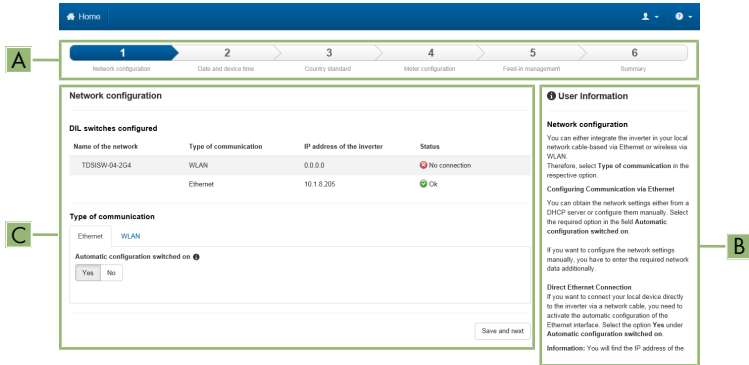 Home
A
1 2 3 4 5 6
Network configuration Date and device time Country standard Meter configuration Feed-in management Summary
C
Network configuration
DIL switches configured
Name of the network Type of communication IP address of the inverter Status
TDSISW-04-2G4 WLAN 0.0.0.0 No connection
Ethernet 10.1.8.205 Ok
Type of communication
Ethernet WLAN
Automatic configuration switched on
Yes No
Save and next
B
User Information
Network configuration
You can either integrate the inverter in your local
network cable-based via Ethernet or wireless via
WLAN.
Therefore, select Type of communication in the
respective option.
Configuring Communication via Ethernet
You can obtain the network settings either from a
DHCP server or configure them manually. Select
the required option in the field Automatic
configuration switched on.
If you want to configure the network settings
manually, you have to enter the required network
data additionally.
Direct Ethernet Connection
If you want to connect your local device directly
to the inverter via a network cable, you need to
activate the automatic configuration of the
Ethernet interface. Select the option Yes under
Automatic configuration switched on.
Information: You will find the IP address of the